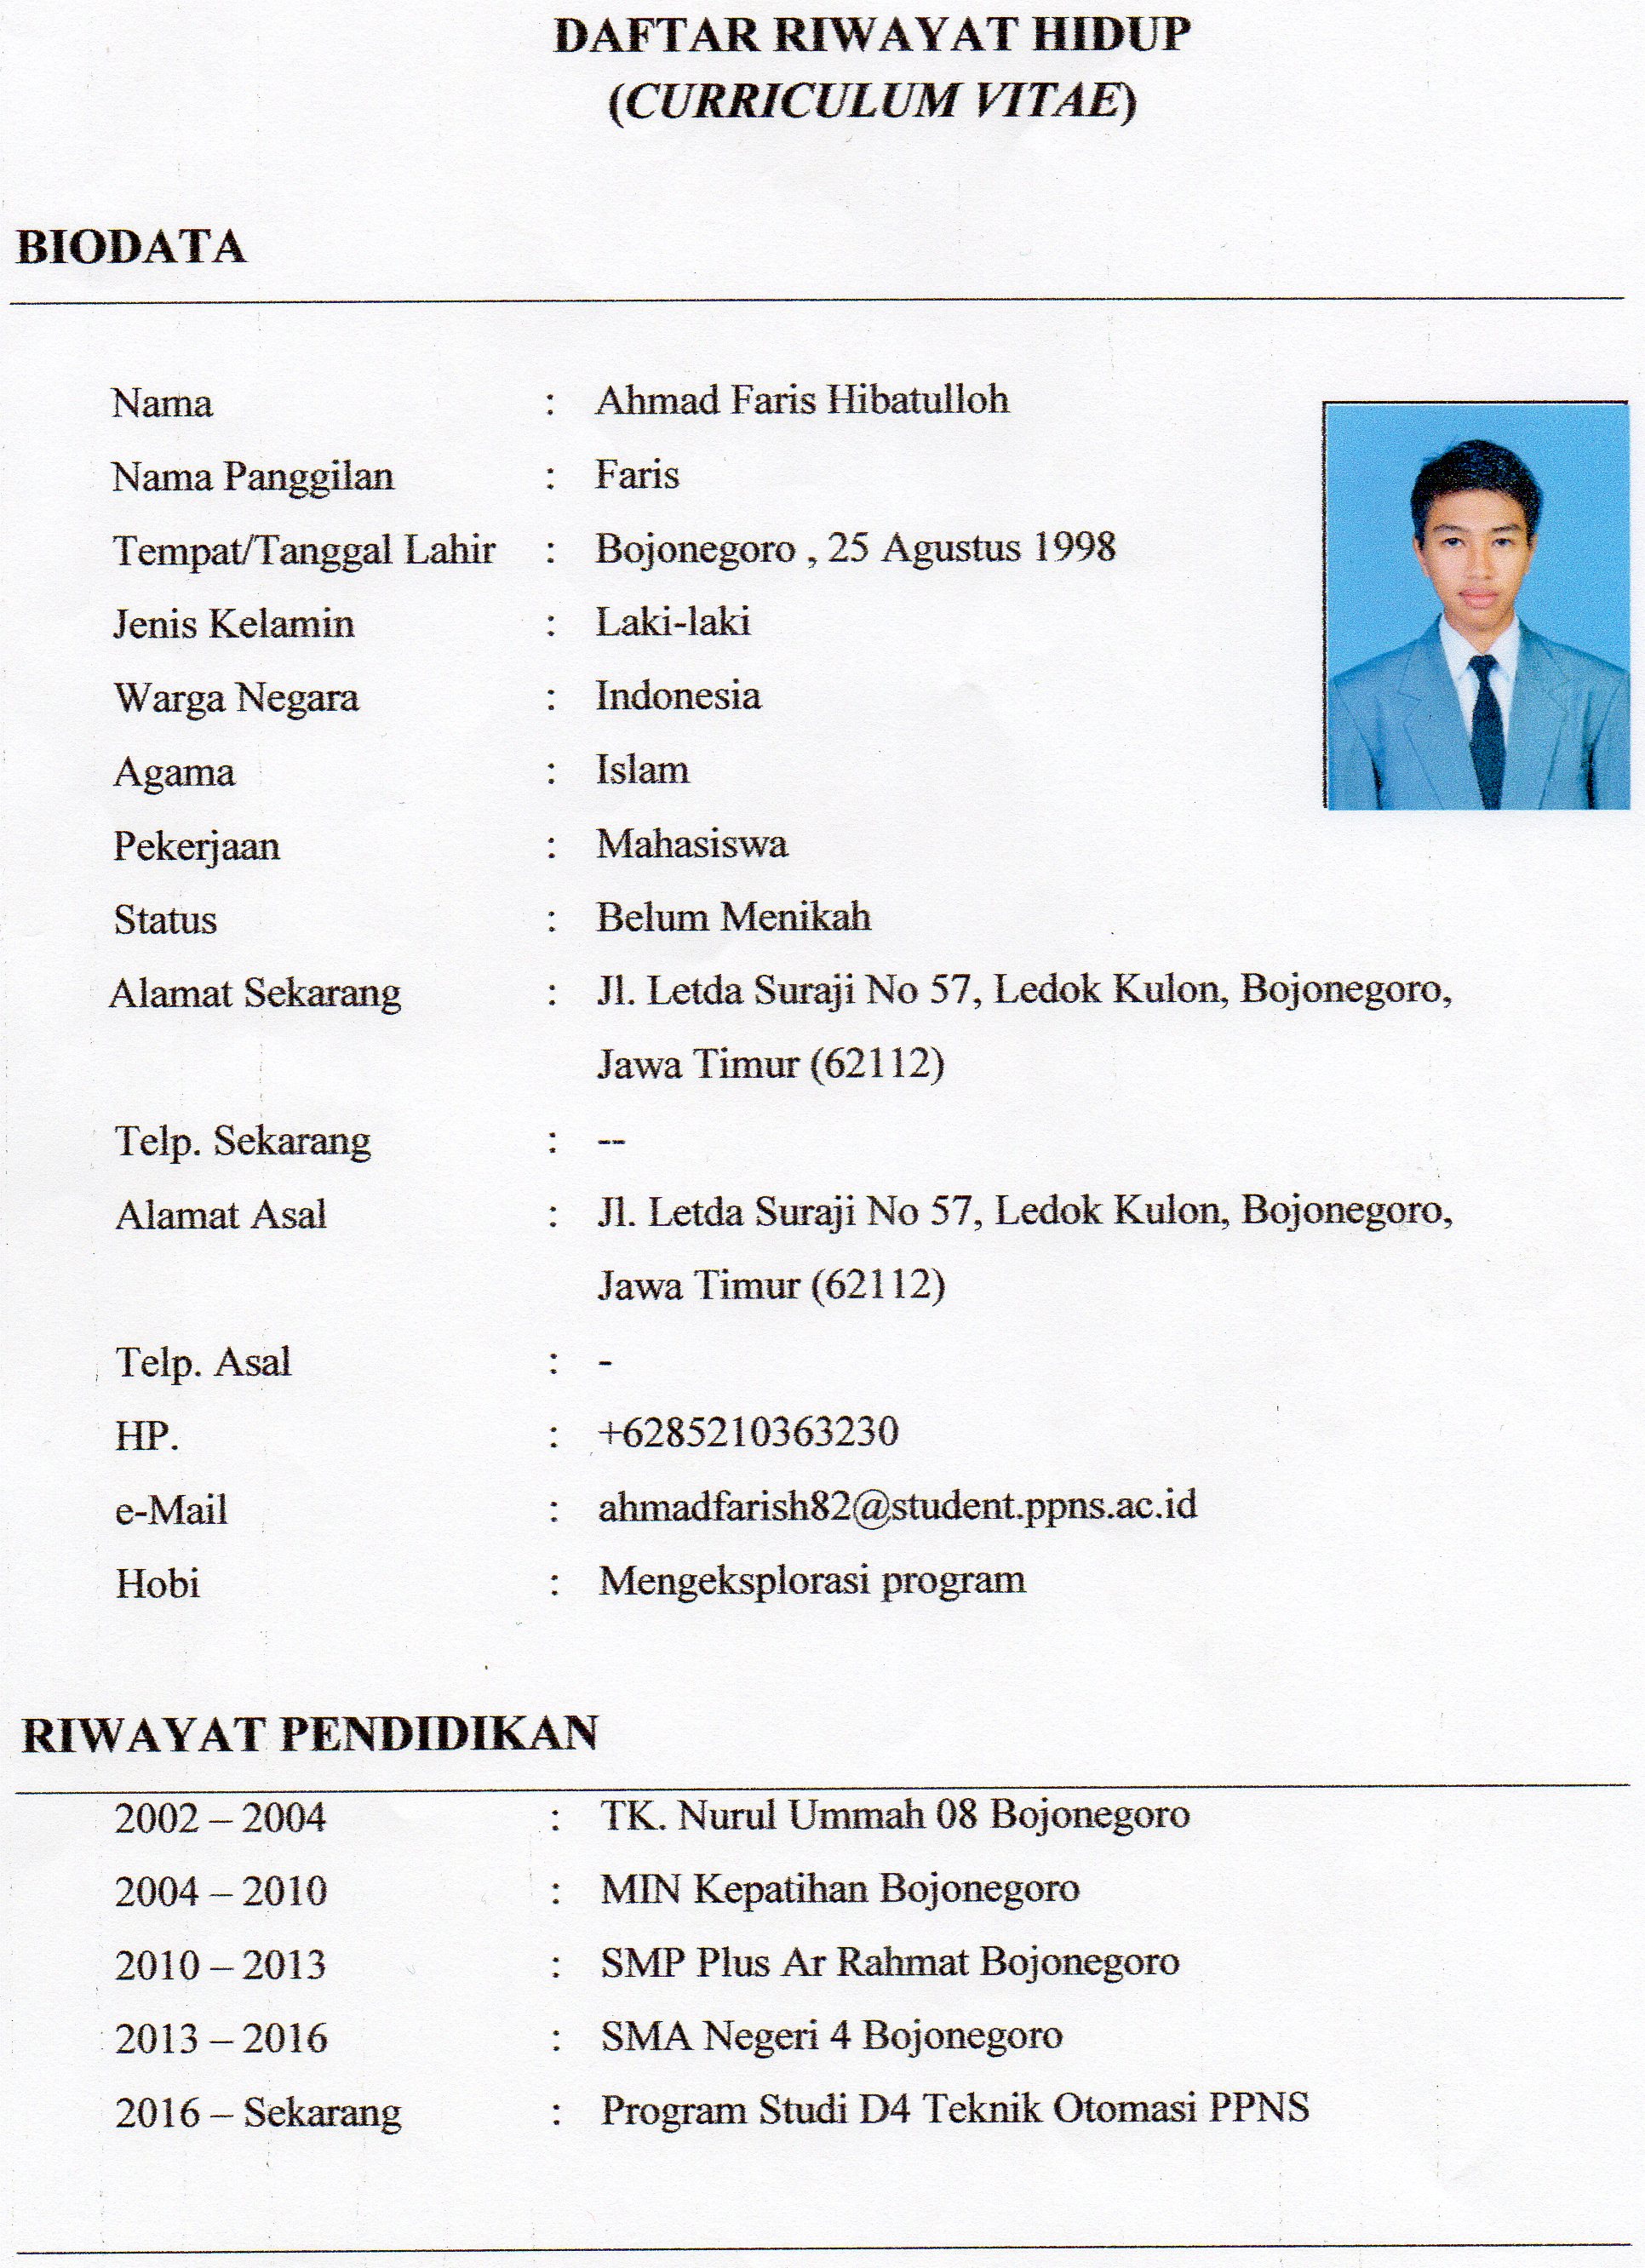 DAFTAR RIWAYAT HIDUP
(CURRICULUM VITAE)
BIODATA
Nama : Ahmad Faris Hibatulloh
Nama Panggilan : Faris
Tempat/Tanggal Lahir : Bojonegoro , 25 Agustus 1998
Jenis Kelamin : Laki-laki
Warga Negara : Indonesia
Agama : Islam
Pekerjaan : Mahasiswa
Status : Belum Menikah
Alamat Sekarang : Jl. Letda Suraji No 57, Ledok Kulon, Bojonegoro,
Jawa Timur (62112)
Telp. Sekarang : --
Alamat Asal : Jl. Letda Suraji No 57, Ledok Kulon, Bojonegoro,
Jawa Timur (62112)
Telp. Asal : -
HP. : +6285210363230
e-Mail : ahmadfarish82@student.ppns.ac.id
Hobi : Mengeksplorasi program
RIWAYAT PENDIDIKAN
2002 – 2004 : TK. Nurul Ummah 08 Bojonegoro
2004 – 2010 : MIN Kepatihan Bojonegoro
2010 – 2013 : SMP Plus Ar Rahmat Bojonegoro
2013 – 2016 : SMA Negeri 4 Bojonegoro
2016 – Sekarang : Program Studi D4 Teknik Otomasi PPNS